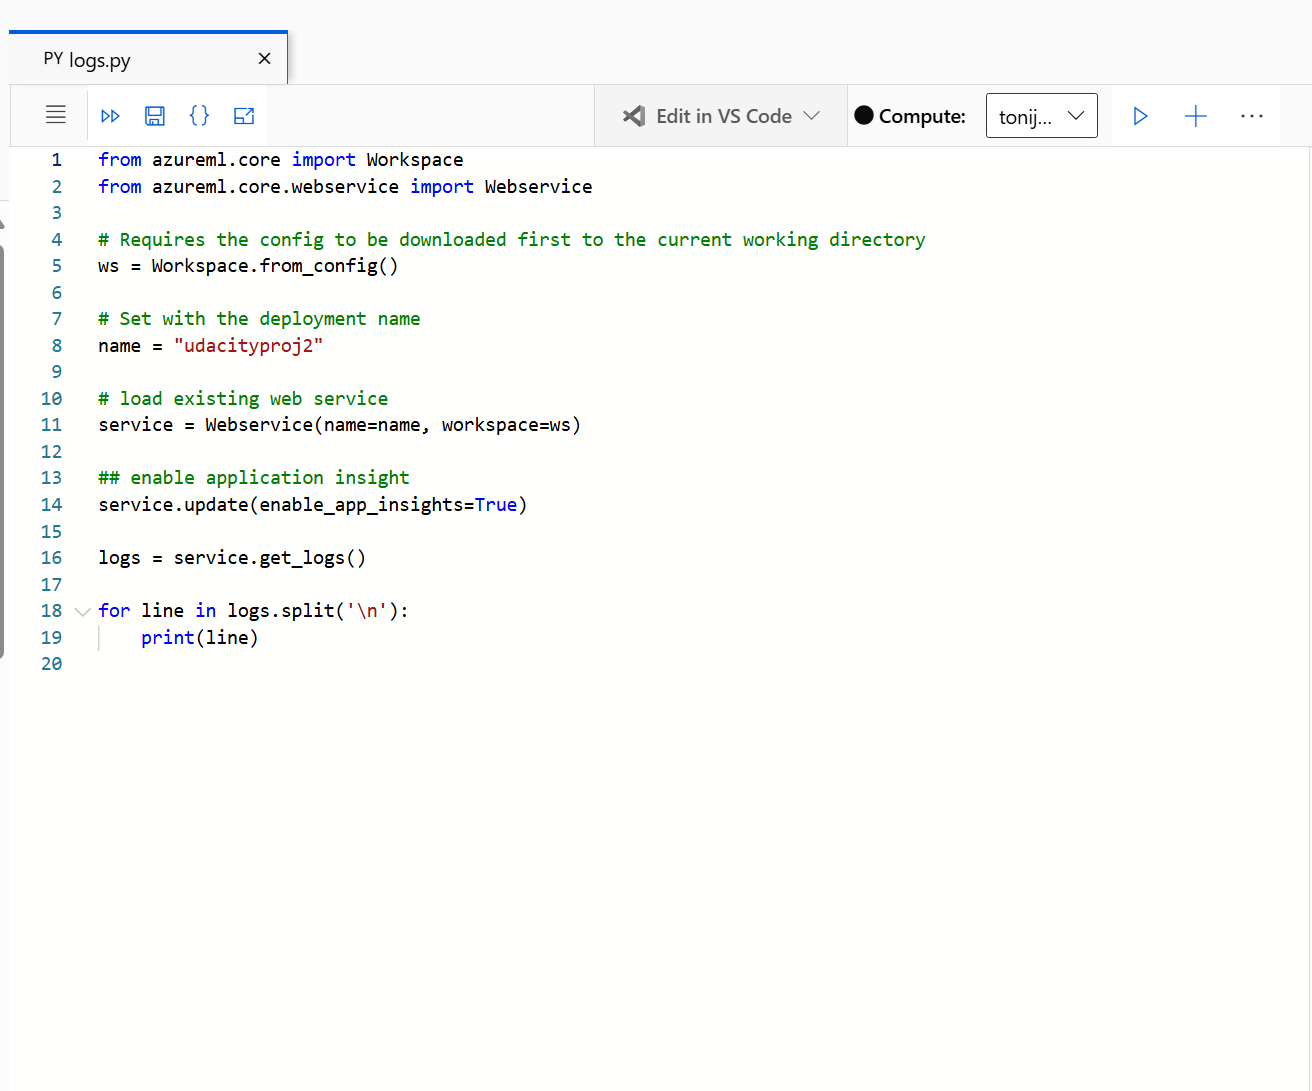 PY logs.py
Edit in VS Code
Compute:
tonij...
1 from azureml.core import Workspace
2 from azureml.core.webservice import Webservice
3
4 # Requires the config to be downloaded first to the current working directory
5 ws = Workspace.from_config()
6
7 # Set with the deployment name
8 name = "udacityproj2"
9
10 # load existing web service
11 service = Webservice(name=name, workspace=ws)
12
13 ## enable application insight
14 service.update(enable_app_insights=True)
15
16 logs = service.get_logs()
17
18 for line in logs.split('\n'):
19     print(line)
20